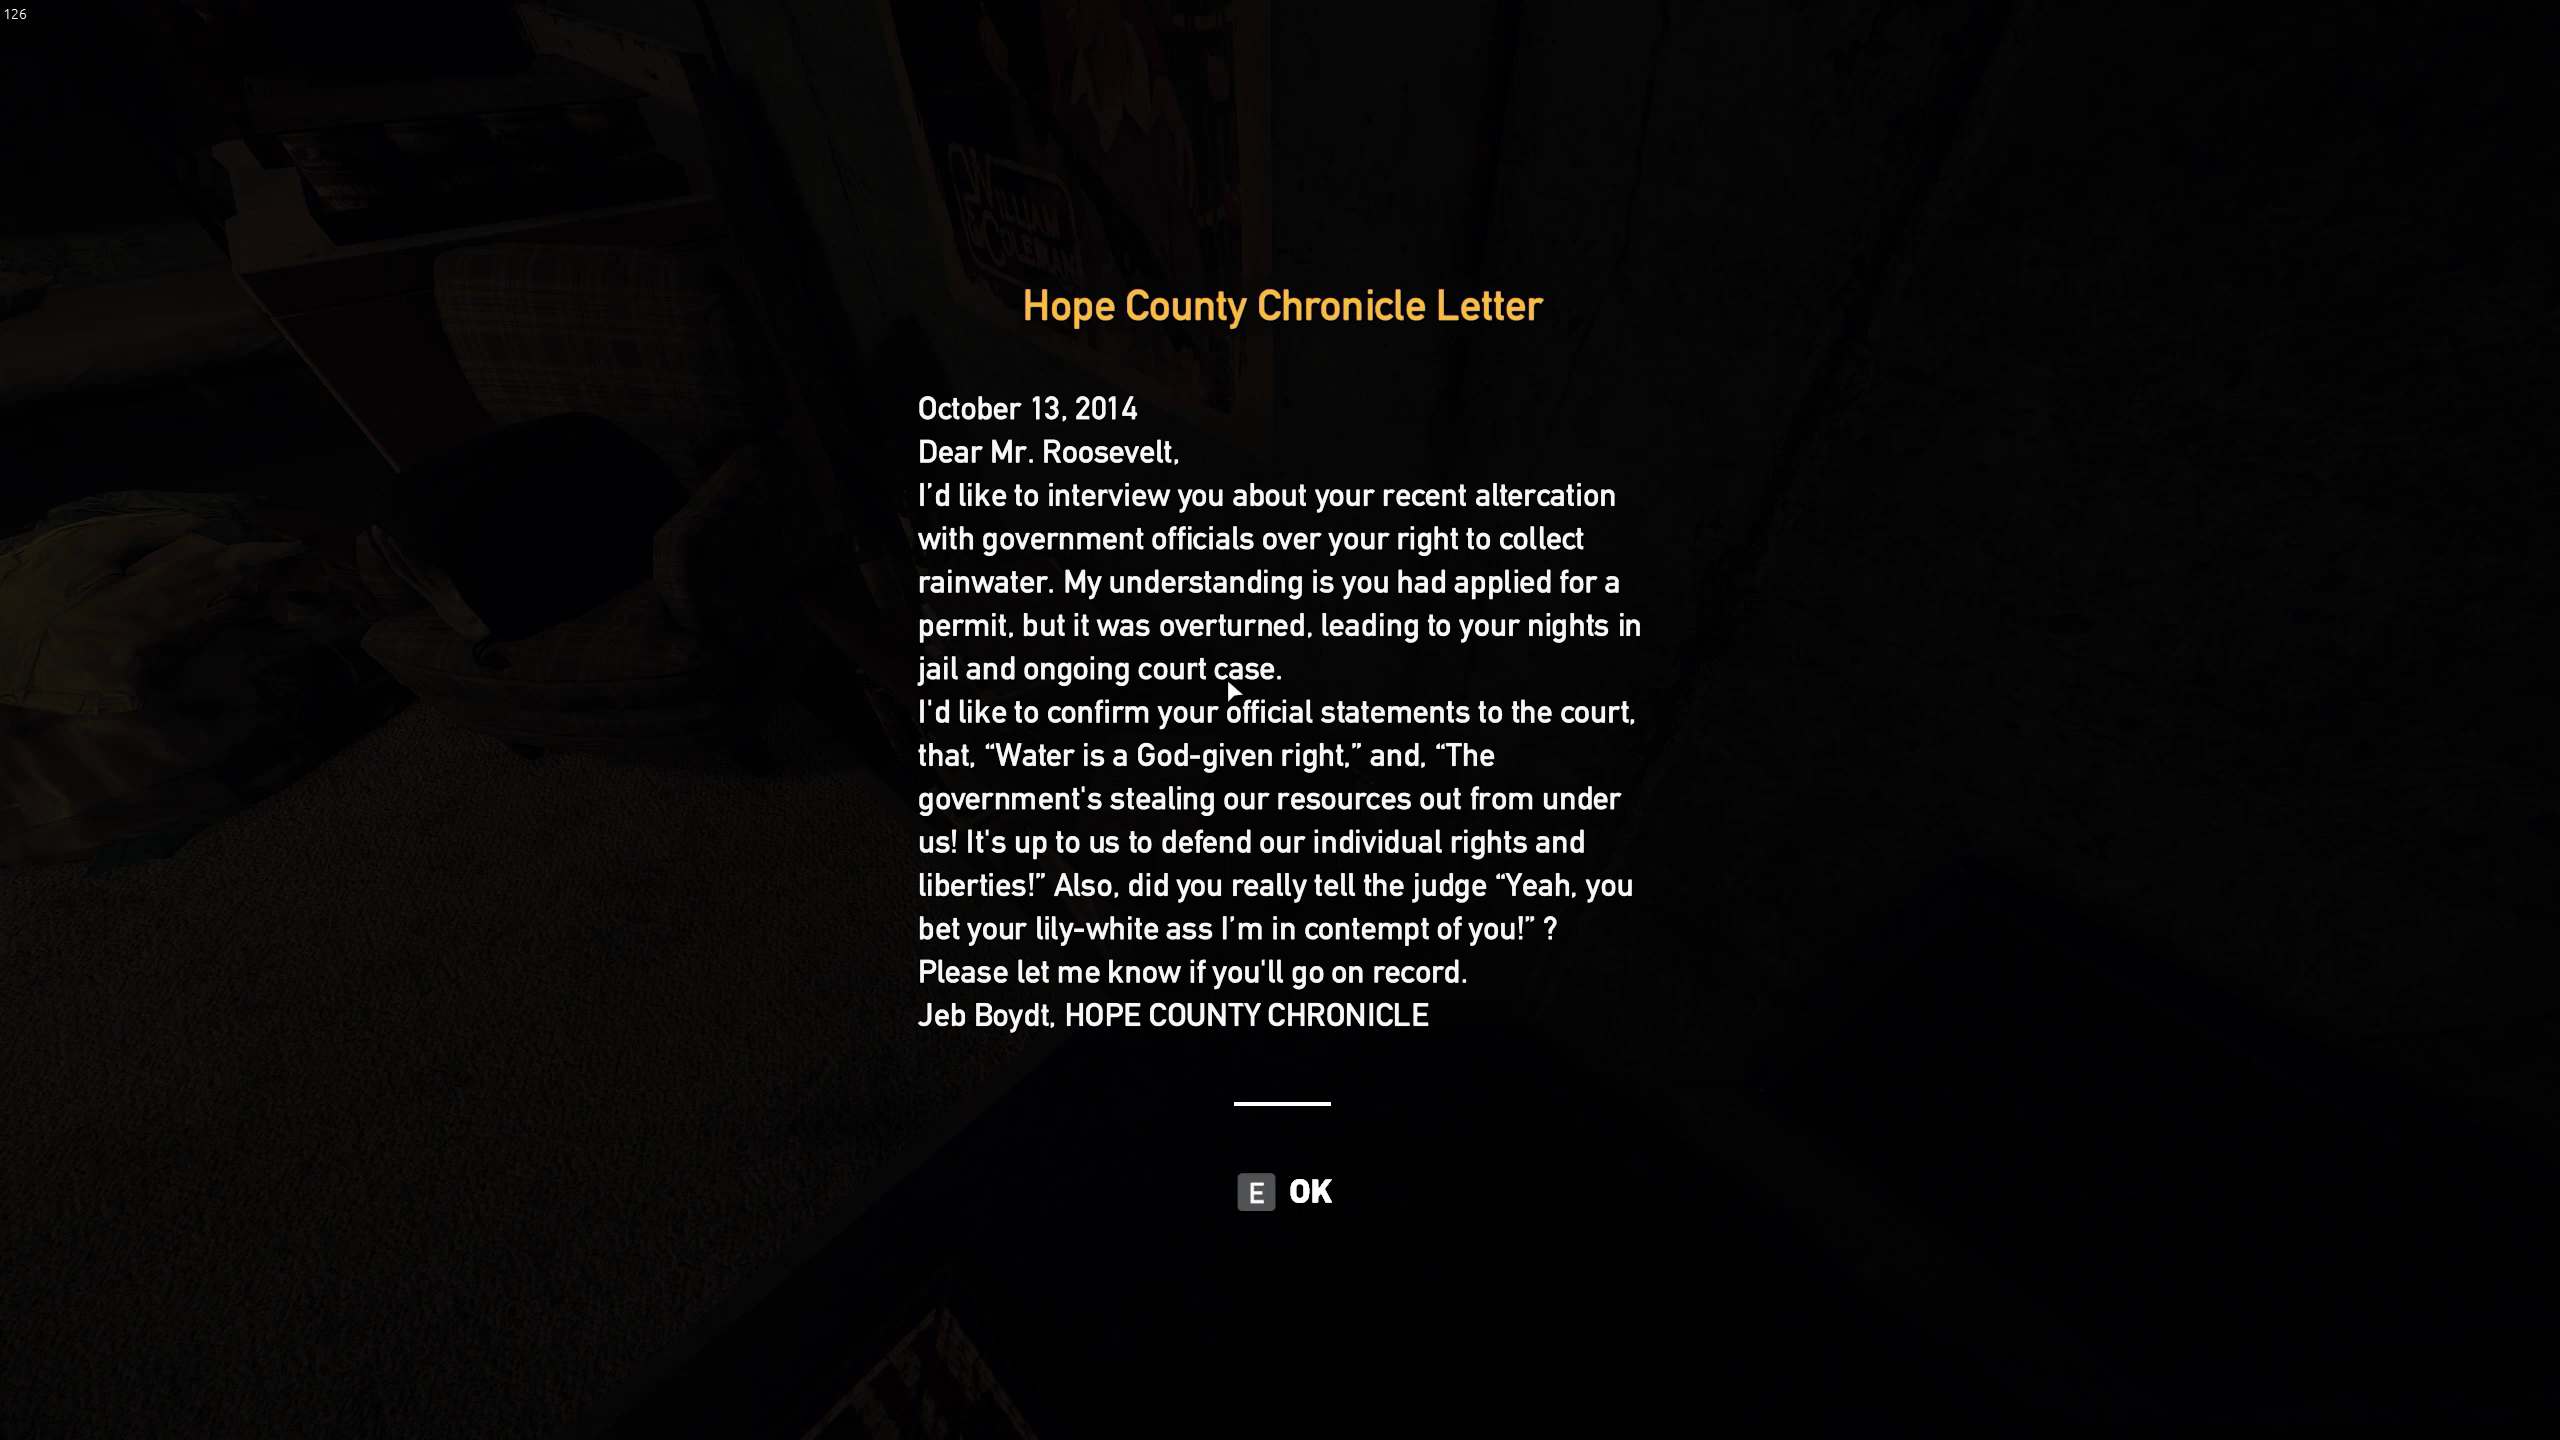 126
WILLIAM
& COLEMAN
Hope County Chronicle Letter
October 13, 2014
Dear Mr. Roosevelt,
I’d like to interview you about your recent altercation
with government officials over your right to collect
rainwater. My understanding is you had applied for a
permit, but it was overturned, leading to your nights in
jail and ongoing court case.
I'd like to confirm your official statements to the court,
that, “Water is a God-given right,” and, “The
government's stealing our resources out from under
us! It's up to us to defend our individual rights and
liberties!” Also, did you really tell the judge “Yeah, you
bet your lily-white ass I’m in contempt of you!” ?
Please let me know if you'll go on record.
Jeb Boydt, HOPE COUNTY CHRONICLE
E OK